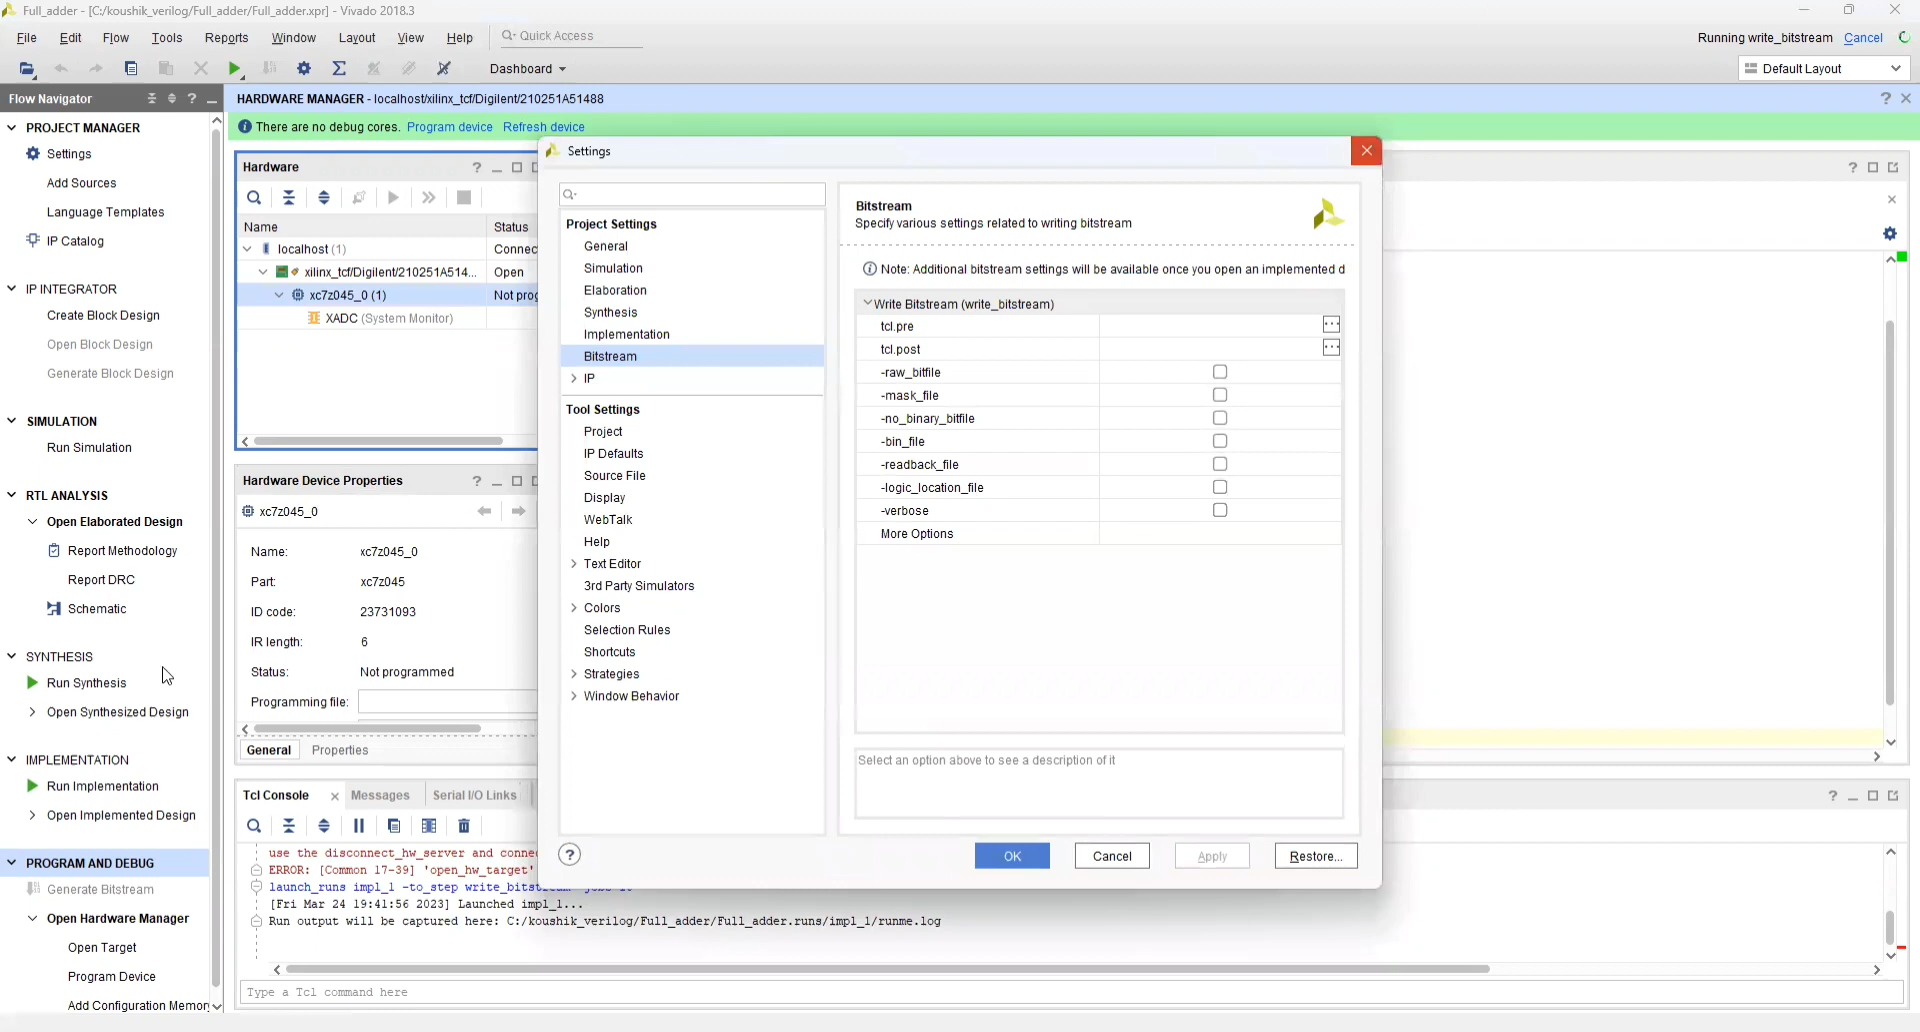 Full_adder - [C:/koushik_verilog/Full_adder/Full_adder.xpr] - Vivado 2018.3
File Edit Flow Tools Reports Window Layout View Help Quick Access
Running write_bitstream Cancel
Dashboard
Default Layout
Flow Navigator
HARDWARE MANAGER - localhost/xilinx_tcf/Digilent/210251A51488
There are no debug cores. Program device Refresh device
PROJECT MANAGER
Settings
Add Sources
Language Templates
IP Catalog
IP INTEGRATOR
Create Block Design
Open Block Design
Generate Block Design
SIMULATION
Run Simulation
RTL ANALYSIS
Open Elaborated Design
Report Methodology
Report DRC
Schematic
SYNTHESIS
Run Synthesis
Open Synthesized Design
IMPLEMENTATION
Run Implementation
Open Implemented Design
PROGRAM AND DEBUG
Generate Bitstream
Open Hardware Manager
Open Target
Program Device
Add Configuration Memor
Hardware
Name Status
localhost (1) Connec
xilinx_tcf/Digilent/210251A514... Open
xc7z045_0 (1) Not prog
XADC (System Monitor)
Hardware Device Properties
xc7z045_0
Name: xc7z045_0
Part: xc7z045
ID code: 23731093
IR length: 6
Status: Not programmed
Programming file:
General Properties
Tcl Console Messages Serial I/O Links
use the disconnect_hw_server and conne
ERROR: [Common 17-39] 'open_hw_target'
launch_runs impl_1 -to_step write_bitst
[Fri Mar 24 19:41:56 2023] Launched impl_1...
Run output will be captured here: C:/koushik_verilog/Full_adder/Full_adder.runs/impl_1/runme.log
Type a Tcl command here
Settings
Project Settings
General
Simulation
Elaboration
Synthesis
Implementation
Bitstream
IP
Tool Settings
Project
IP Defaults
Source File
Display
WebTalk
Help
Text Editor
3rd Party Simulators
Colors
Selection Rules
Shortcuts
Strategies
Window Behavior
Bitstream
Specify various settings related to writing bitstream
Note: Additional bitstream settings will be available once you open an implemented d
Write Bitstream (write_bitstream)
tcl.pre
tcl.post
-raw_bitfile
-mask_file
-no_binary_bitfile
-bin_file
-readback_file
-logic_location_file
-verbose
More Options
Select an option above to see a description of it
OK Cancel Apply Restore...